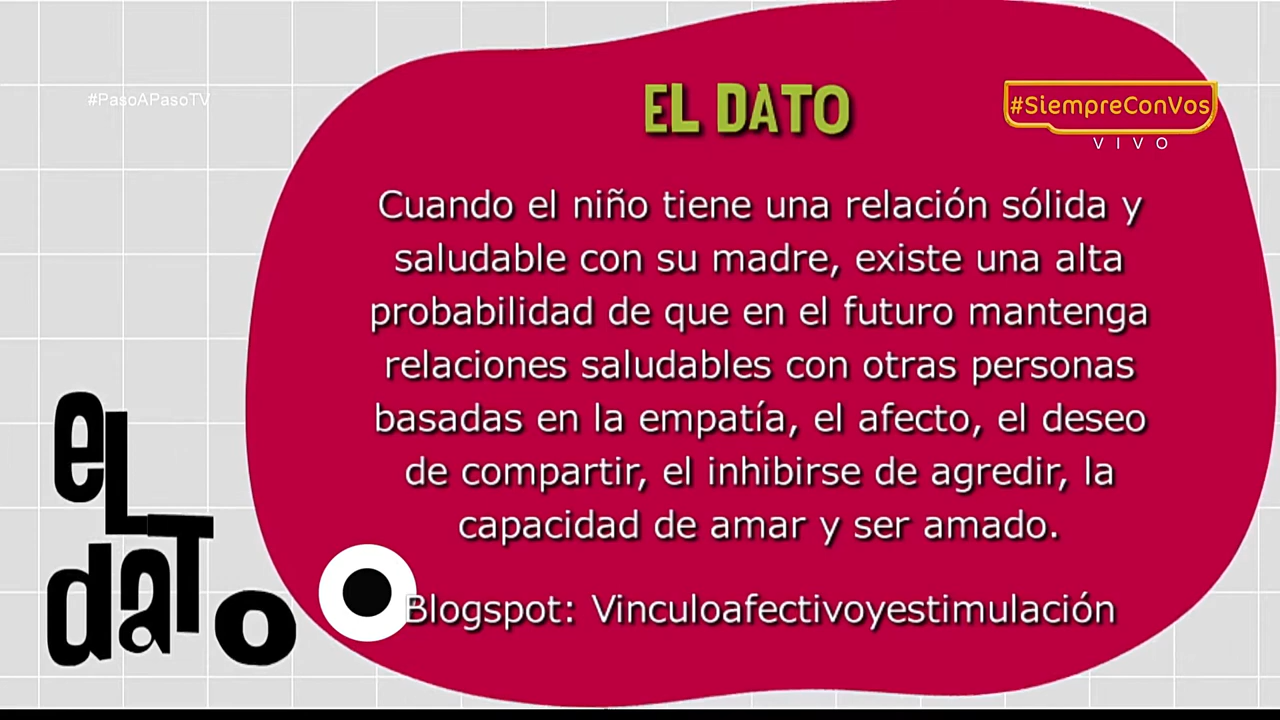 #PasoAPasoTV
EL DATO
#SiempreConVos
VIVO
Cuando el niño tiene una relación sólida y
saludable con su madre, existe una alta
probabilidad de que en el futuro mantenga
relaciones saludables con otras personas
basadas en la empatía, el afecto, el deseo
de compartir, el inhibirse de agredir, la
capacidad de amar y ser amado.
Blogspot: Vinculoafectivoyestimulación
eL
daTo